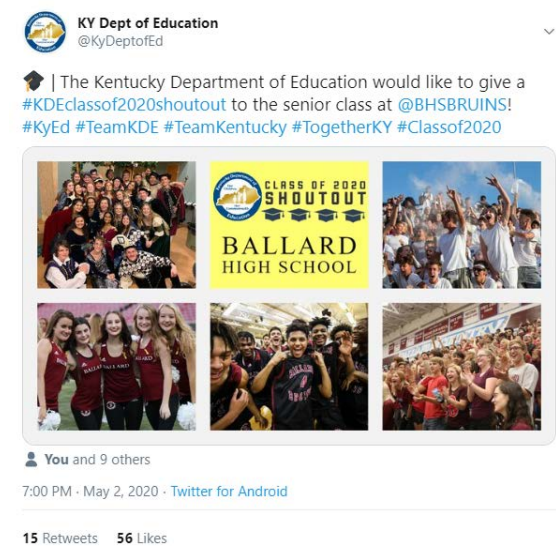 KY Dept of Education
@KyDeptofEd
| The Kentucky Department of Education would like to give a
#KDEclassof2020shoutout to the senior class at @BHSBRUINS!
#KyEd #TeamKDE #TeamKentucky #TogetherKY #Classof2020
CLASS OF 2020
SHOUTOUT
BALLARD
HIGH SCHOOL
BALLARD
You and 9 others
7:00 PM · May 2, 2020 · Twitter for Android
15 Retweets 56 Likes